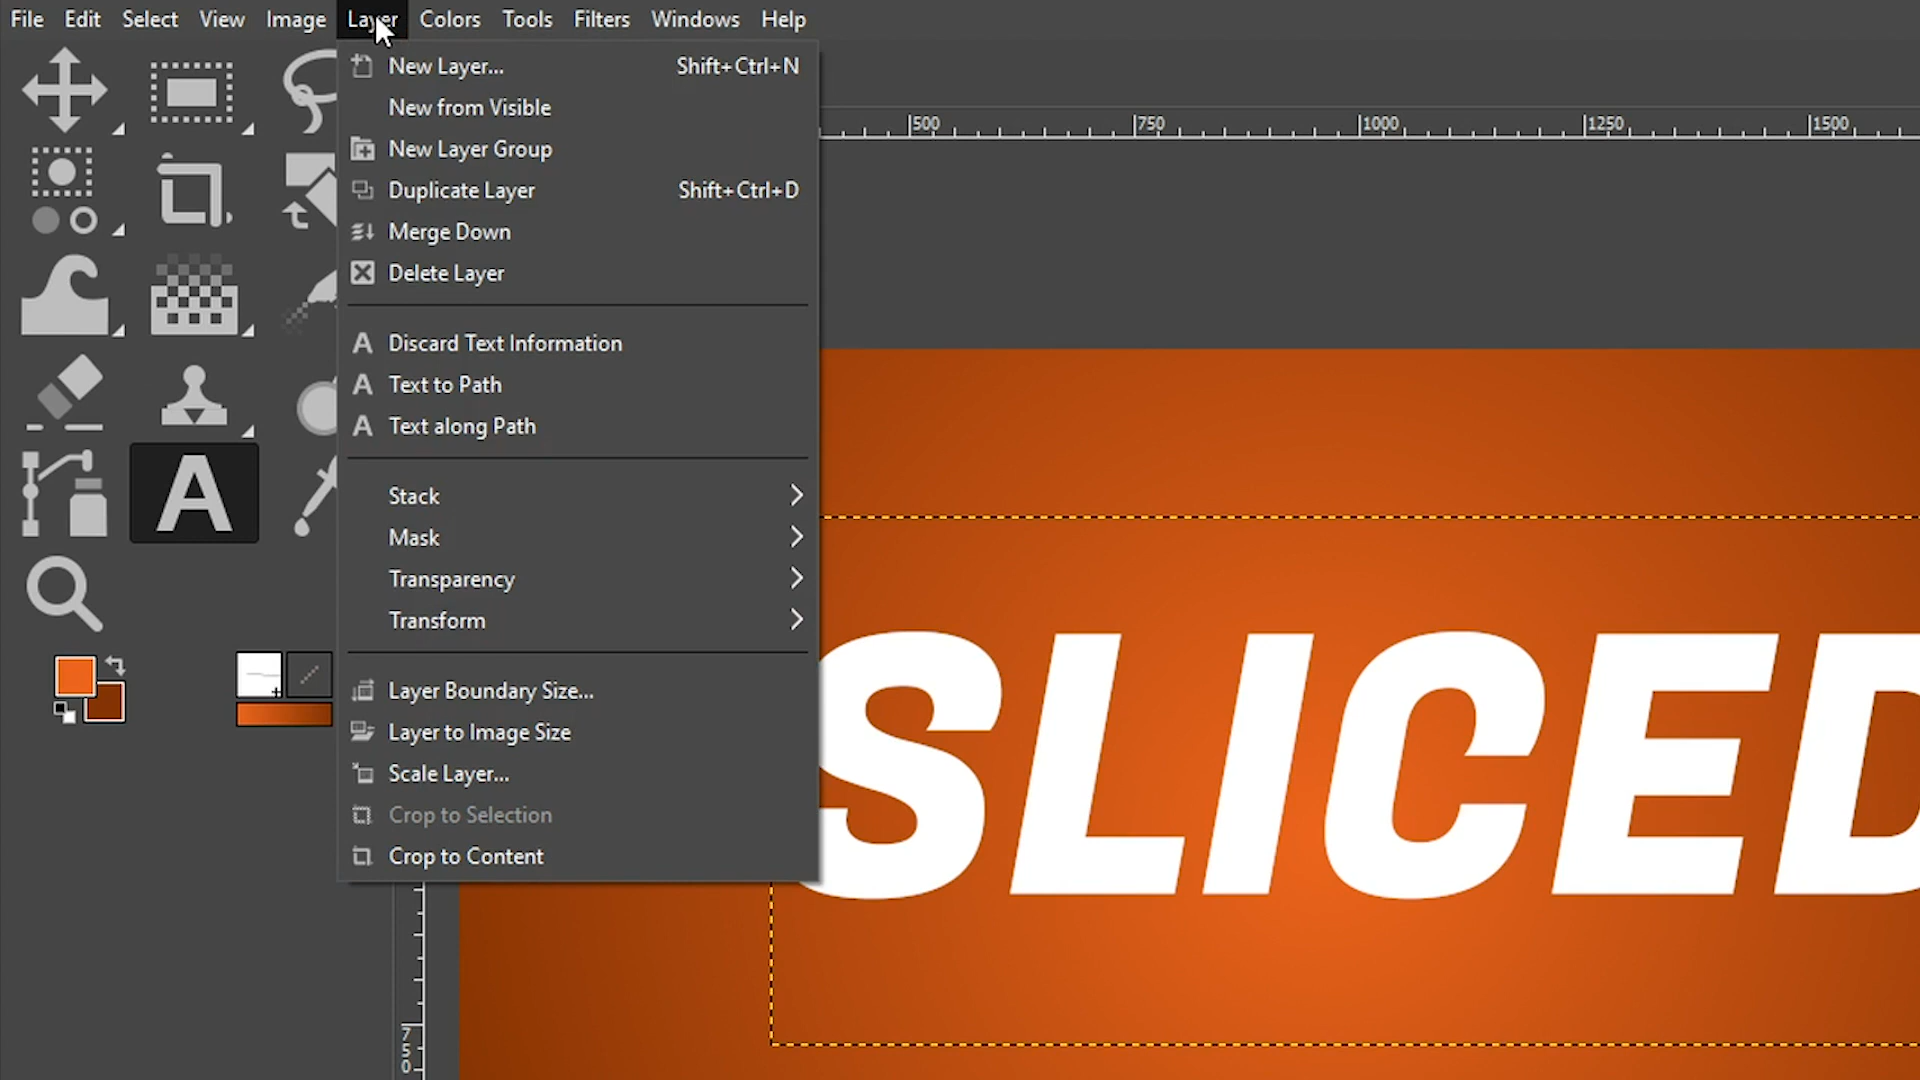 File Edit Select View Image Layer Colors Tools Filters Windows Help
New Layer... Shift+Ctrl+N
New from Visible
New Layer Group
Duplicate Layer Shift+Ctrl+D
Merge Down
Delete Layer
A Discard Text Information
A Text to Path
A Text along Path
Stack
Mask
Transparency
Transform
Layer Boundary Size...
Layer to Image Size
Scale Layer...
Crop to Selection
Crop to Content
A
500 750 1000 1250 1500
SLICED
750